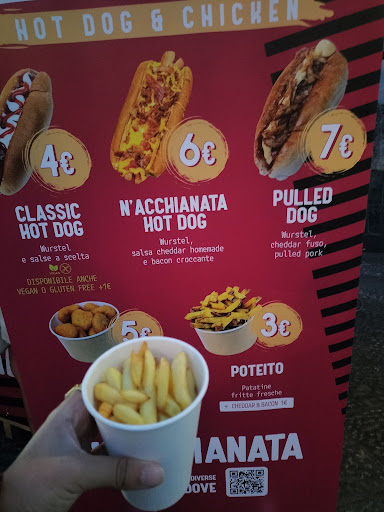 HOT DOG & CHICKEN
4€
6€
7€
CLASSIC
HOT DOG
Wurstel
e salse a scelta
DISPONIBILE ANCHE
VEGAN O GLUTEN FREE +1€
N'ACCHIANATA
HOT DOG
Wurstel,
salsa cheddar homemade
e bacon croccante
PULLED
DOG
Wurstel,
cheddar fuso,
pulled pork
5€
3€
POTEITO
Patatine
fritte fresche
+ CHEDDAR & BACON 1€